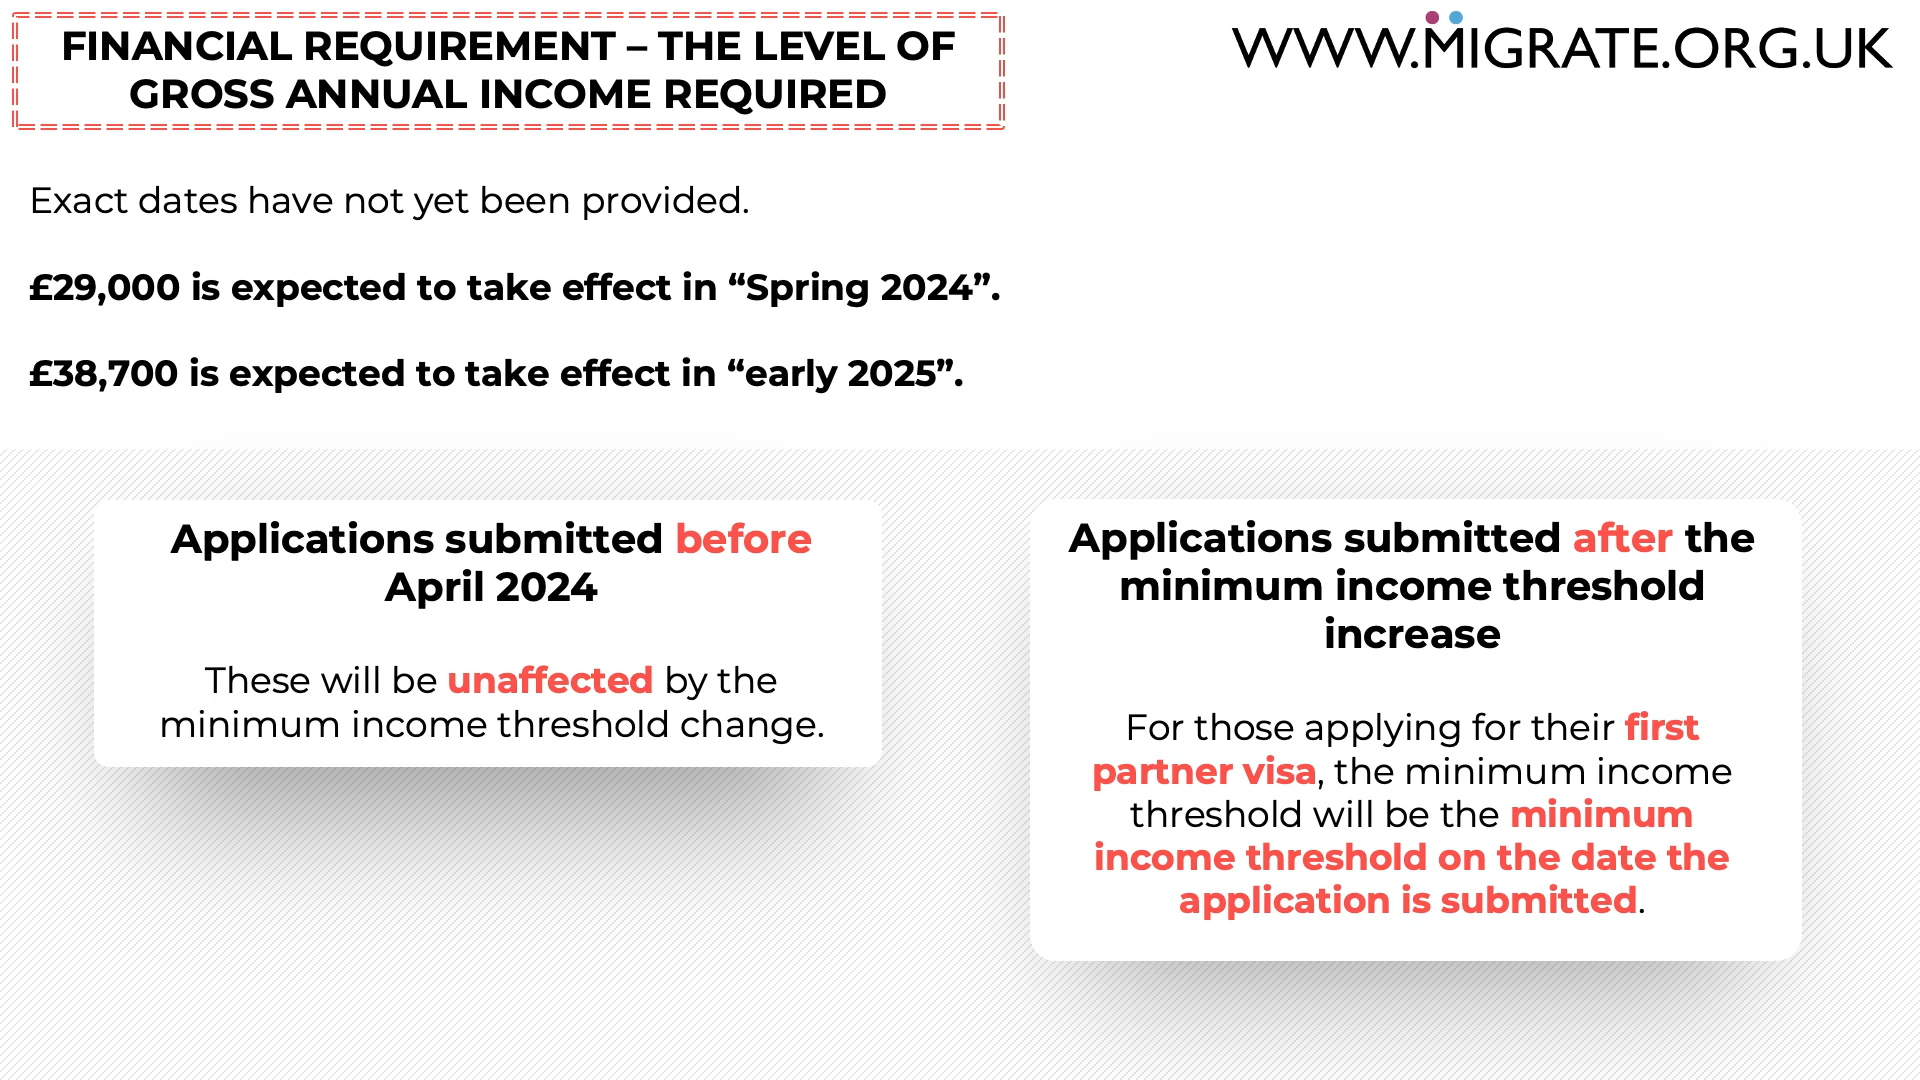 FINANCIAL REQUIREMENT – THE LEVEL OF
GROSS ANNUAL INCOME REQUIRED
WWW.MIGRATE.ORG.UK
Exact dates have not yet been provided.
£29,000 is expected to take effect in “Spring 2024”.
£38,700 is expected to take effect in “early 2025”.
Applications submitted before
April 2024
These will be unaffected by the
minimum income threshold change.
Applications submitted after the
minimum income threshold
increase
For those applying for their first
partner visa, the minimum income
threshold will be the minimum
income threshold on the date the
application is submitted.